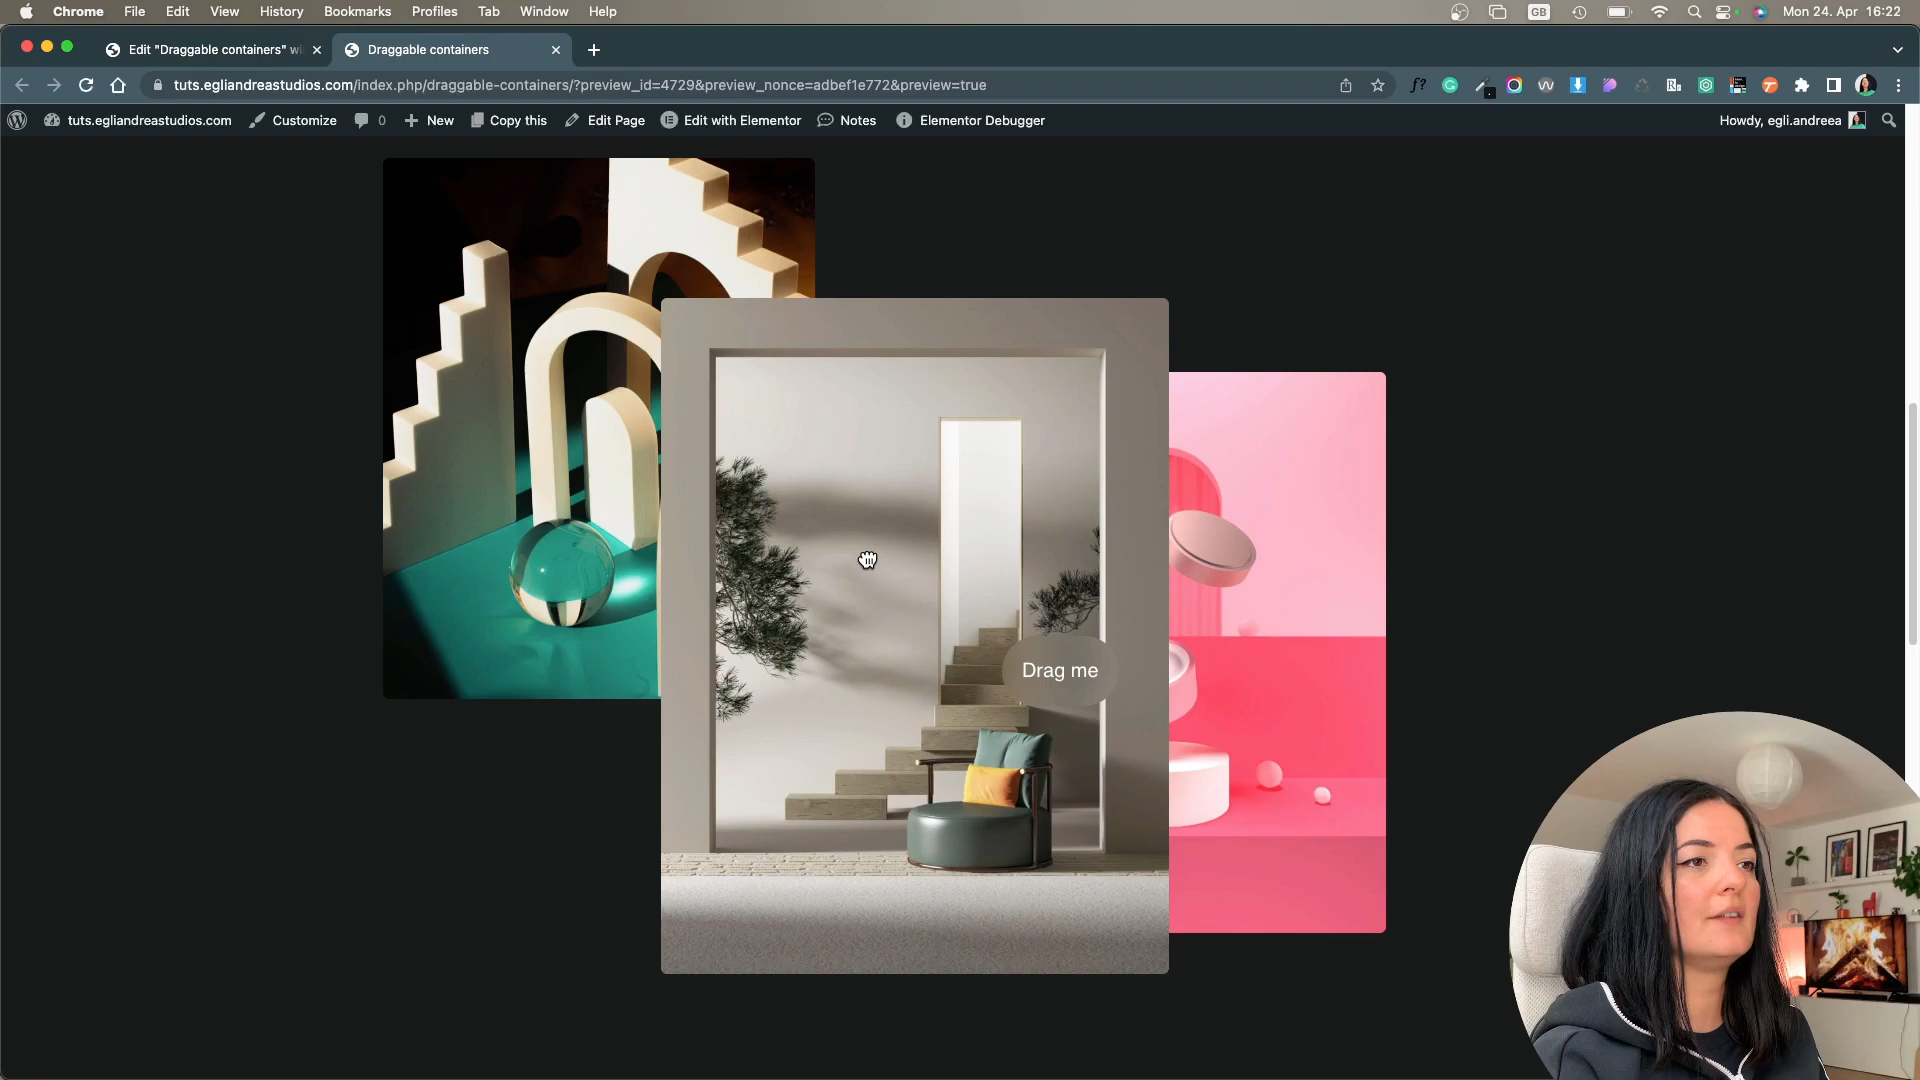 Chrome File Edit View History Bookmarks Profiles Tab Window Help GB Mon 24. Apr 16:22
Edit "Draggable containers" wi Draggable containers
tuts.egliandreastudios.com/index.php/draggable-containers/?preview_id=4729&preview_nonce=adbef1e772&preview=true
tuts.egliandreastudios.com Customize 0 New Copy this Edit Page Edit with Elementor Notes Elementor Debugger Howdy, egli.andreea
Drag me